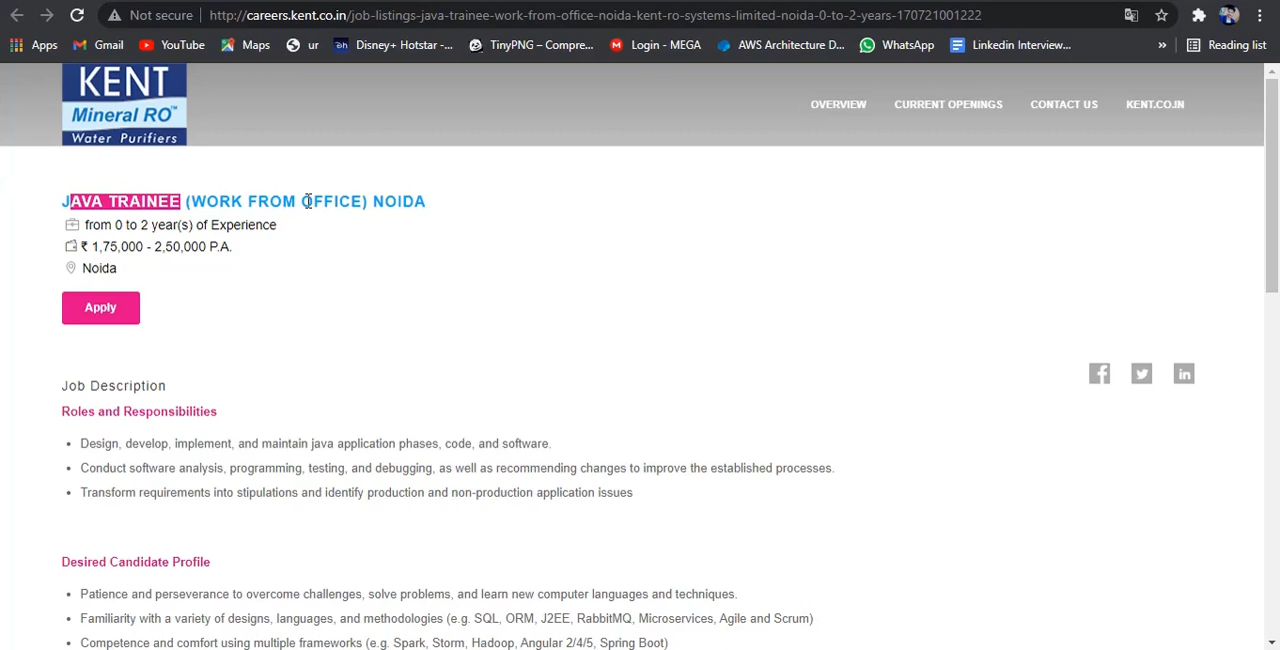 Not secure
http://careers.kent.co.in/job-listings-java-trainee-work-from-office-noida-kent-ro-systems-limited-noida-0-to-2-years-170721001222
Apps
Gmail
YouTube
Maps
ur
Disney+ Hotstar -...
TinyPNG – Compre...
Login - MEGA
AWS Architecture D...
WhatsApp
Linkedin Interview...
»
Reading list
KENT
Mineral RO™
Water Purifiers
OVERVIEW
CURRENT OPENINGS
CONTACT US
KENT.CO.IN
JAVA TRAINEE (WORK FROM OFFICE) NOIDA
from 0 to 2 year(s) of Experience
₹ 1,75,000 - 2,50,000 P.A.
Noida
Apply
Job Description
Roles and Responsibilities
• Design, develop, implement, and maintain java application phases, code, and software.
• Conduct software analysis, programming, testing, and debugging, as well as recommending changes to improve the established processes.
• Transform requirements into stipulations and identify production and non-production application issues
Desired Candidate Profile
• Patience and perseverance to overcome challenges, solve problems, and learn new computer languages and techniques.
• Familiarity with a variety of designs, languages, and methodologies (e.g. SQL, ORM, J2EE, RabbitMQ, Microservices, Agile and Scrum)
• Competence and comfort using multiple frameworks (e.g. Spark, Storm, Hadoop, Angular 2/4/5, Spring Boot)